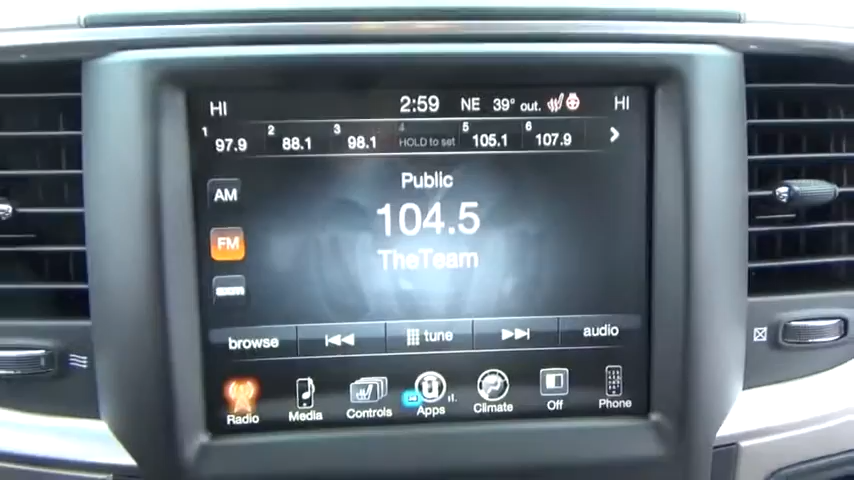 HI 2:59 NE 39° out. HI
1 97.9 2 88.1 3 98.1 4 HOLD to set 5 105.1 6 107.9
Public
AM
104.5
FM
TheTeam
browse tune audio
Radio Media Controls Apps Climate Off Phone